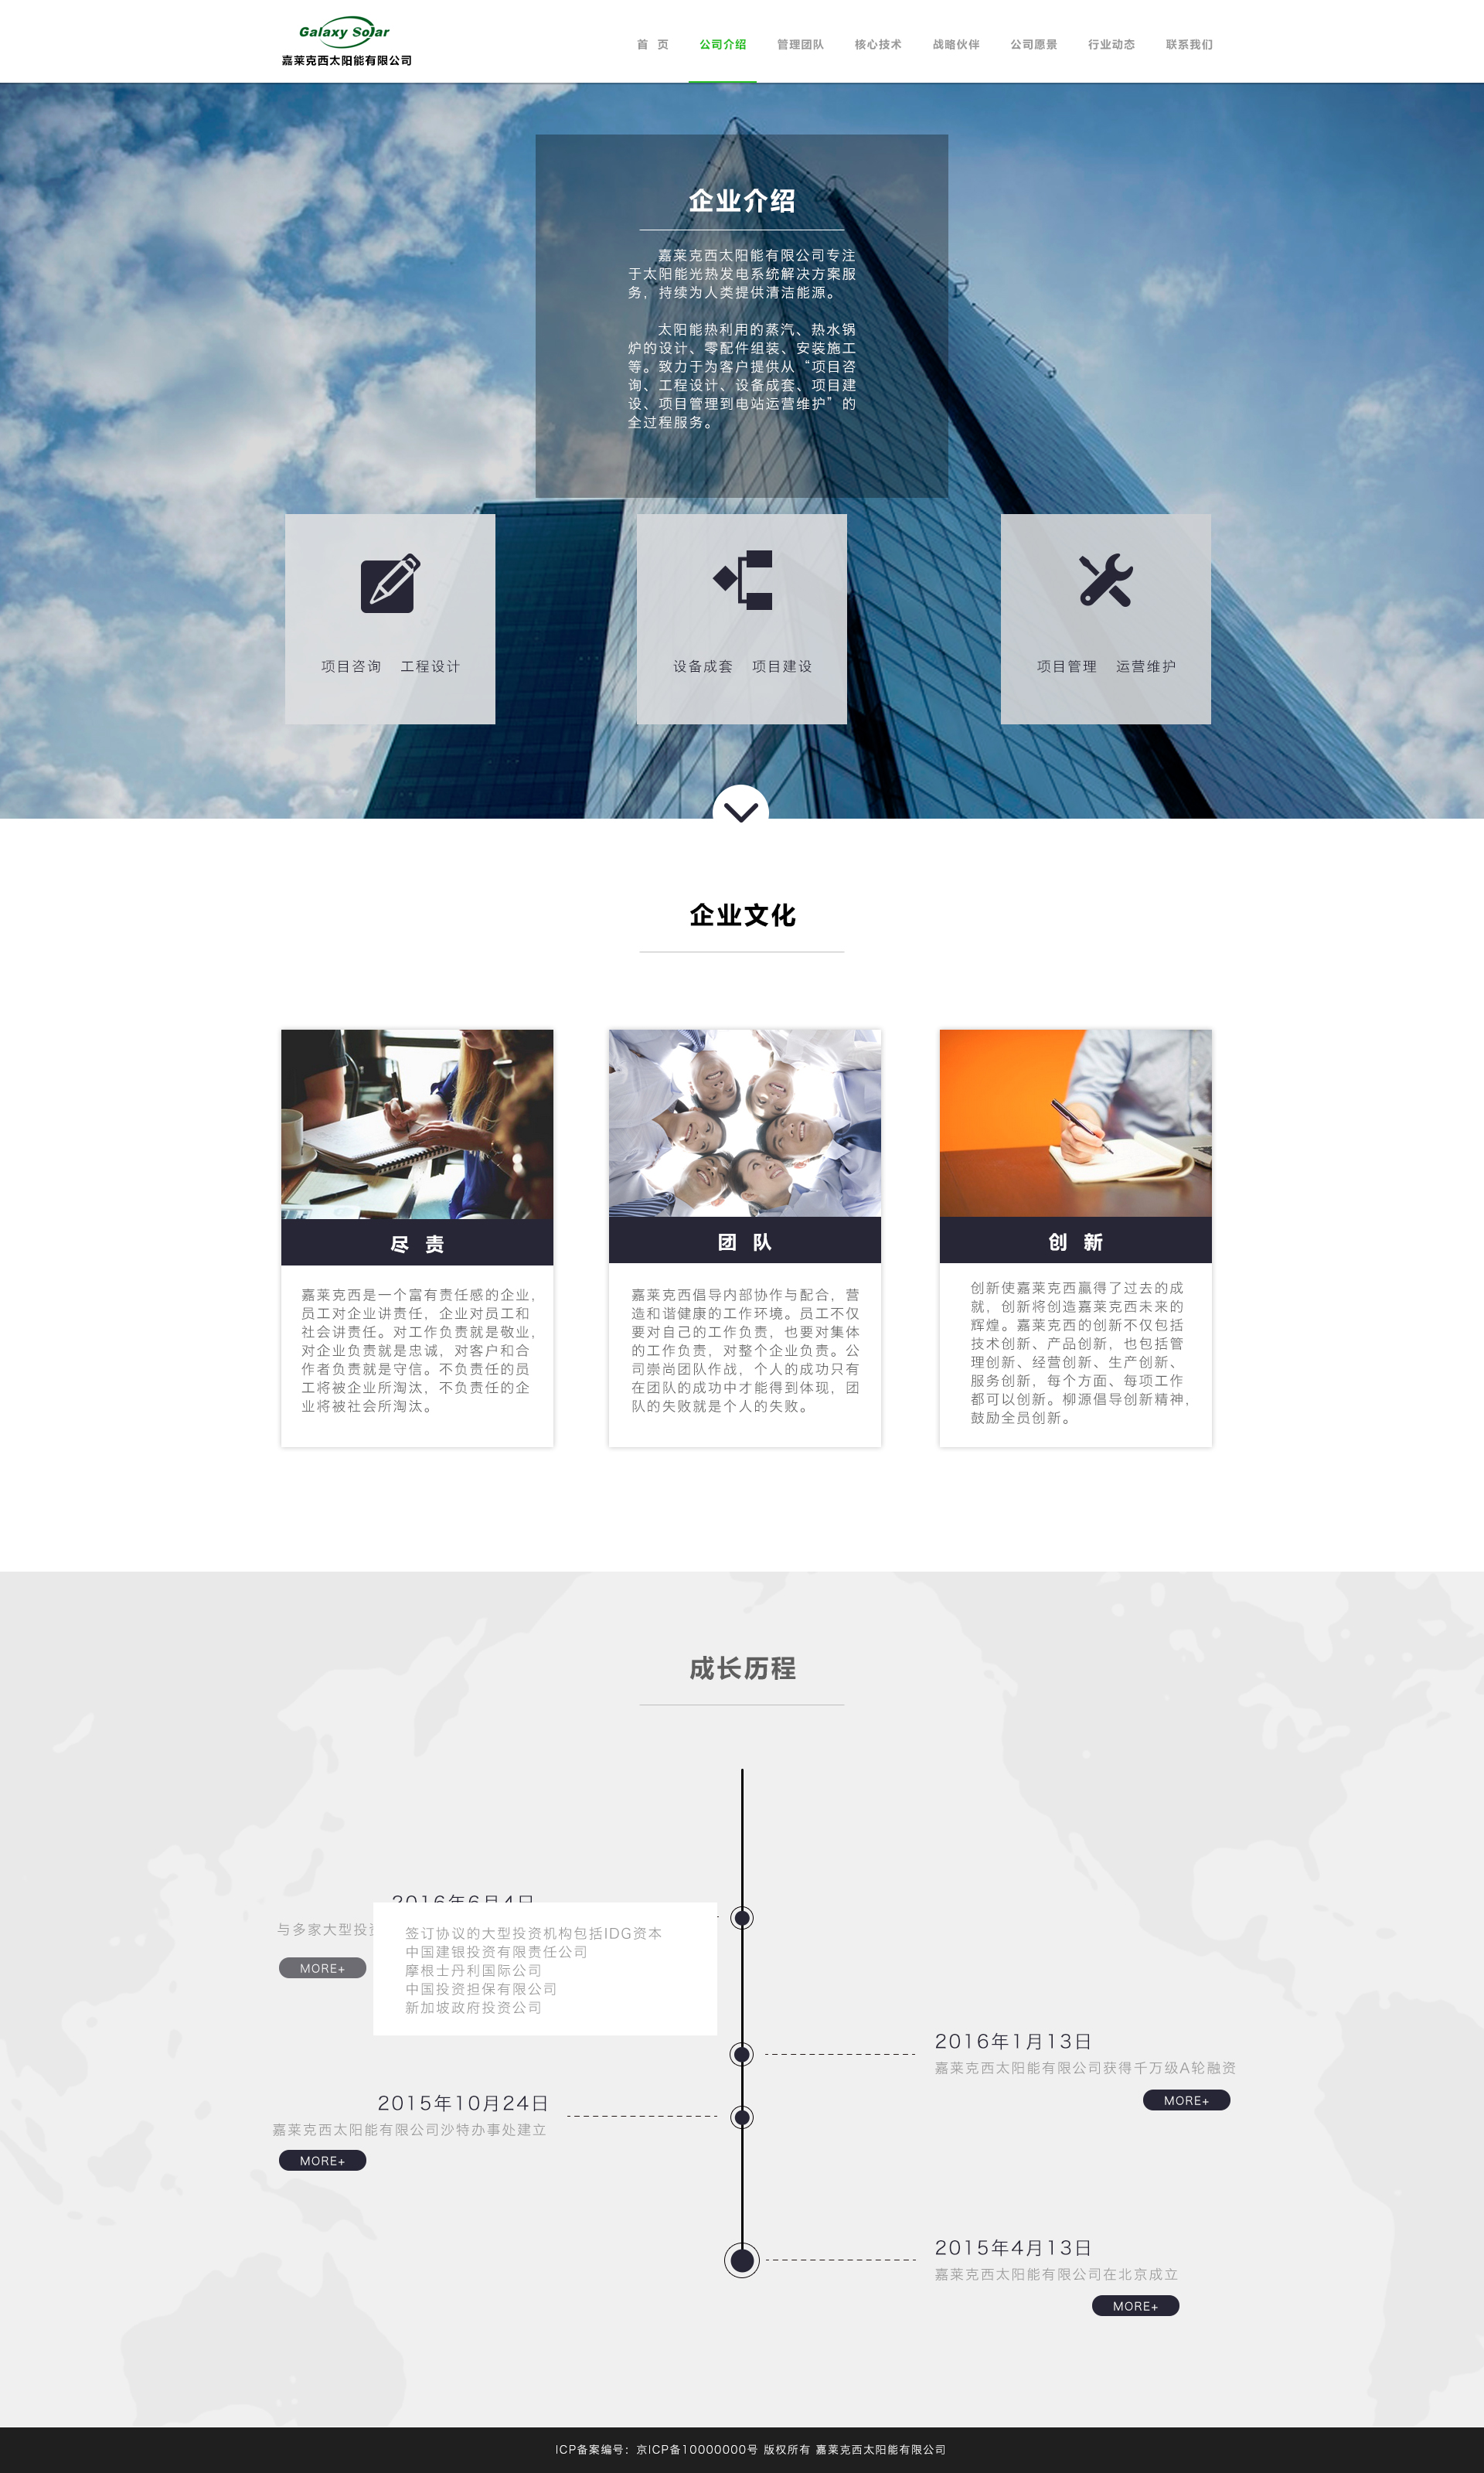 Galaxy Solar
嘉莱克西太阳能有限公司
首 页 公司介绍 管理团队 核心技术 战略伙伴 公司愿景 行业动态 联系我们
企业介绍
嘉莱克西太阳能有限公司专注
于太阳能光热发电系统解决方案服
务，持续为人类提供清洁能源。
太阳能热利用的蒸汽、热水锅
炉的设计、零配件组装、安装施工
等。致力于为客户提供从“项目咨
询、工程设计、设备成套、项目建
设、项目管理到电站运营维护”的
全过程服务。
项目咨询 工程设计
设备成套 项目建设
项目管理 运营维护
企业文化
尽 责
嘉莱克西是一个富有责任感的企业，
员工对企业讲责任，企业对员工和
社会讲责任。对工作负责就是敬业，
对企业负责就是忠诚，对客户和合
作者负责就是守信。不负责任的员
工将被企业所淘汰，不负责任的企
业将被社会所淘汰。
团 队
嘉莱克西倡导内部协作与配合，营
造和谐健康的工作环境。员工不仅
要对自己的工作负责，也要对集体
的工作负责，对整个企业负责。公
司崇尚团队作战，个人的成功只有
在团队的成功中才能得到体现，团
队的失败就是个人的失败。
创 新
创新使嘉莱克西赢得了过去的成
就，创新将创造嘉莱克西未来的
辉煌。嘉莱克西的创新不仅包括
技术创新、产品创新，也包括管
理创新、经营创新、生产创新、
服务创新，每个方面、每项工作
都可以创新。柳源倡导创新精神，
鼓励全员创新。
成长历程
2016年6月4日
与多家大型投资
MORE+
签订协议的大型投资机构包括IDG资本
中国建银投资有限责任公司
摩根士丹利国际公司
中国投资担保有限公司
新加坡政府投资公司
2016年1月13日
嘉莱克西太阳能有限公司获得千万级A轮融资
MORE+
2015年10月24日
嘉莱克西太阳能有限公司沙特办事处建立
MORE+
2015年4月13日
嘉莱克西太阳能有限公司在北京成立
MORE+
ICP备案编号：京ICP备10000000号 版权所有 嘉莱克西太阳能有限公司